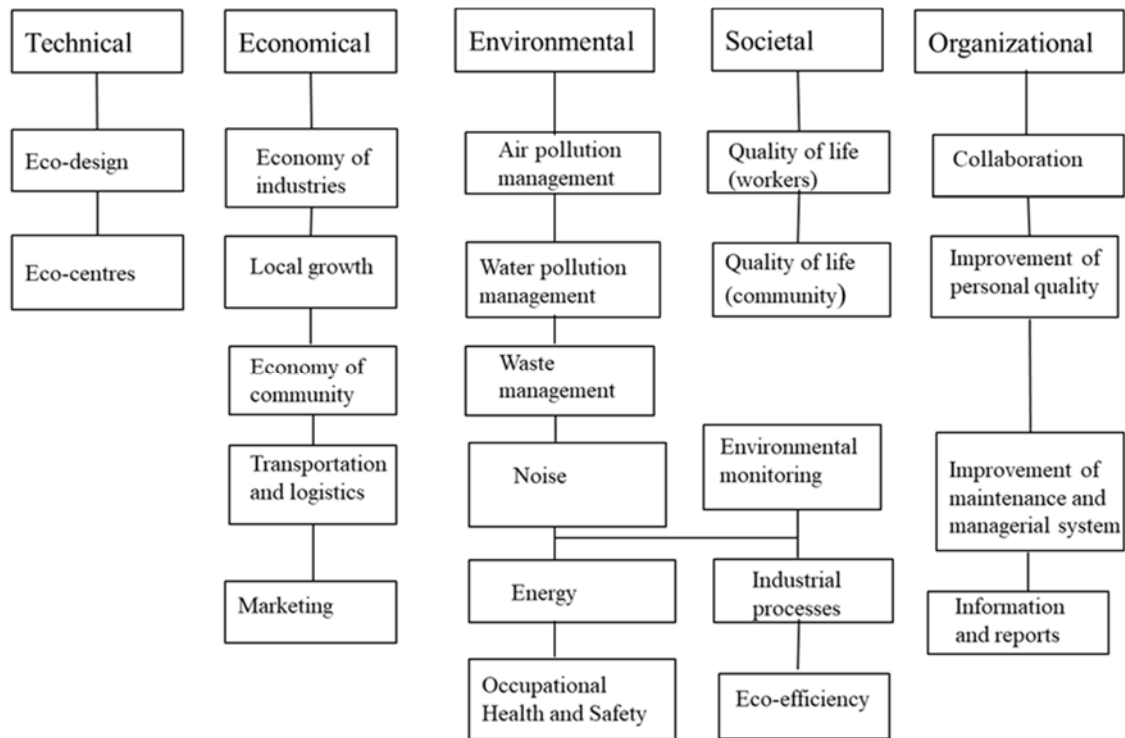 Technical
Economical
Environmental
Societal
Organizational
Eco-design
Eco-centres
Economy of
industries
Local growth
Economy of
community
Transportation
and logistics
Marketing
Air pollution
management
Water pollution
management
Waste
management
Noise
Energy
Occupational
Health and Safety
Quality of life
(workers)
Quality of life
(community)
Environmental
monitoring
Industrial
processes
Eco-efficiency
Collaboration
Improvement of
personal quality
Improvement of
maintenance and
managerial system
Information
and reports